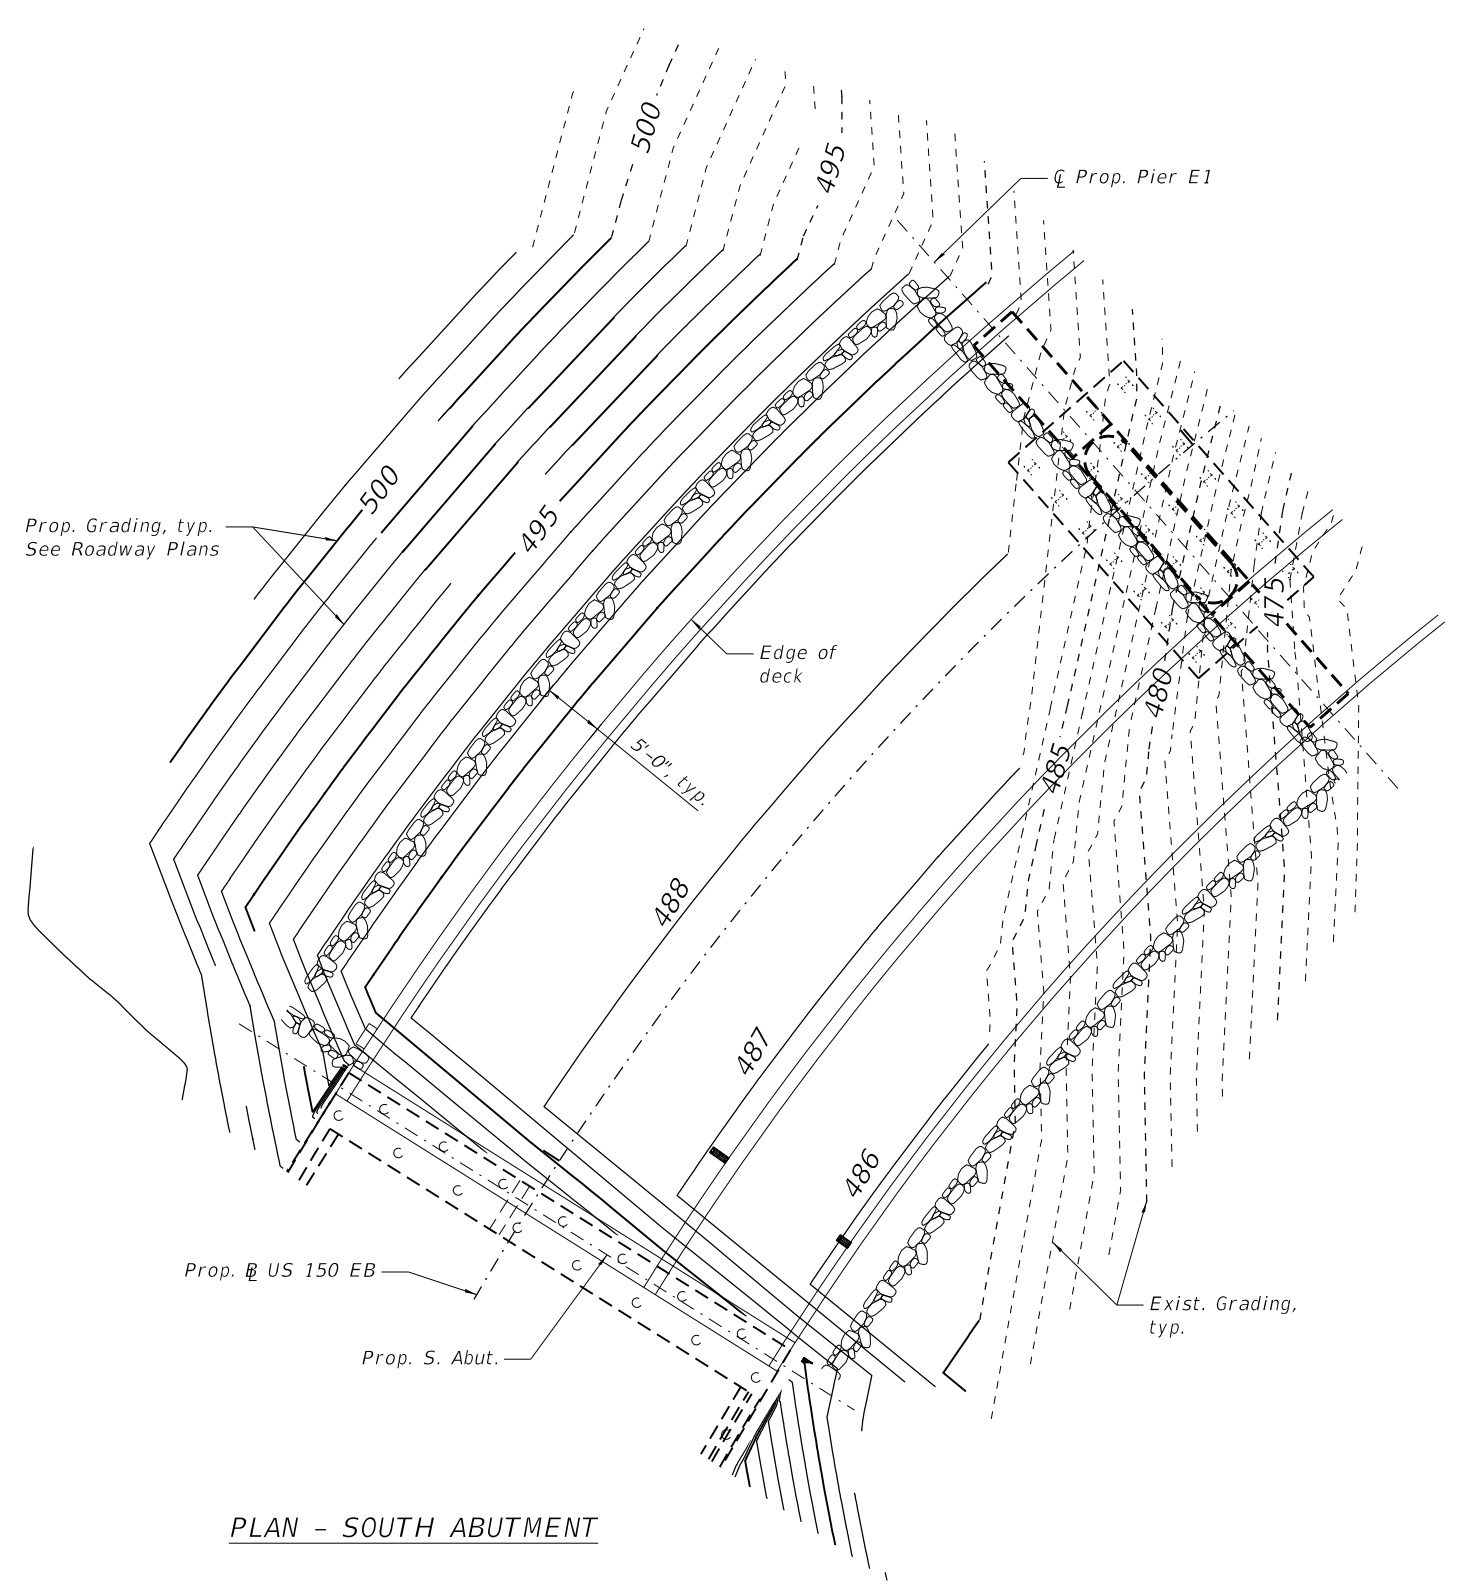 500
495
℄ Prop. Pier E1
500
495
Prop. Grading, typ.
See Roadway Plans
475
Edge of
deck
480
5'-0", typ.
485
488
487
486
Prop. B̲L US 150 EB
Exist. Grading,
typ.
Prop. S. Abut.
PLAN – SOUTH ABUTMENT